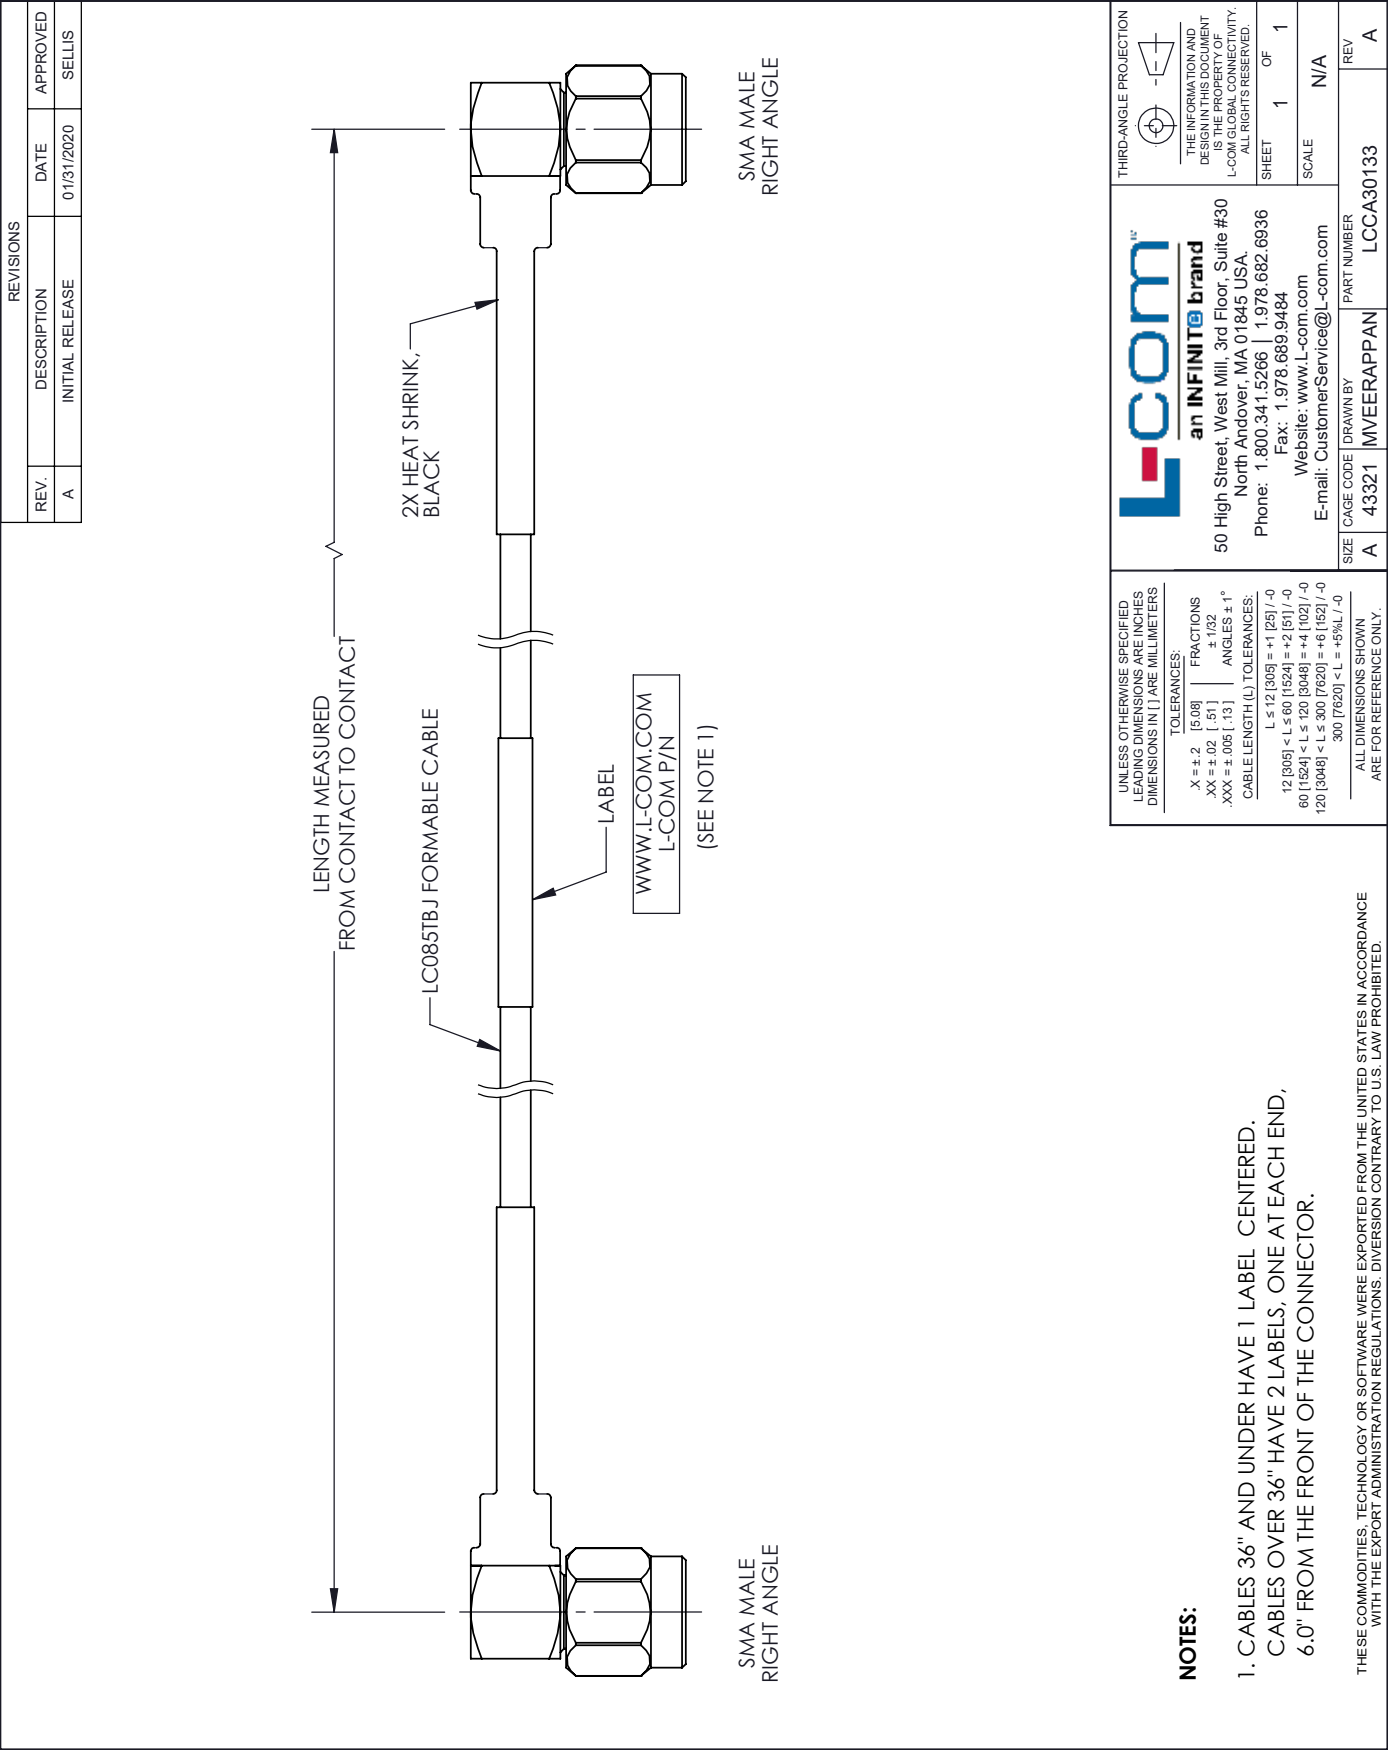 REVISIONS
REV. DESCRIPTION DATE APPROVED
A INITIAL RELEASE 01/31/2020 SELLIS
LENGTH MEASURED
FROM CONTACT TO CONTACT
LC085TBJ FORMABLE CABLE
2X HEAT SHRINK,
BLACK
LABEL
WWW.L-COM.COM
L-COM P/N
(SEE NOTE 1)
SMA MALE
RIGHT ANGLE
SMA MALE
RIGHT ANGLE
NOTES:
1. CABLES 36" AND UNDER HAVE 1 LABEL CENTERED.
CABLES OVER 36" HAVE 2 LABELS, ONE AT EACH END,
6.0" FROM THE FRONT OF THE CONNECTOR.
THESE COMMODITIES, TECHNOLOGY OR SOFTWARE WERE EXPORTED FROM THE UNITED STATES IN ACCORDANCE
WITH THE EXPORT ADMINISTRATION REGULATIONS. DIVERSION CONTRARY TO U.S. LAW PROHIBITED.
UNLESS OTHERWISE SPECIFIED
LEADING DIMENSIONS ARE INCHES
DIMENSIONS IN [ ] ARE MILLIMETERS
TOLERANCES:
.X = ±.2 [5.08] FRACTIONS
.XX = ±.02 [ .51] ± 1/32
.XXX = ±.005 [ .13 ] ANGLES ± 1°
CABLE LENGTH (L) TOLERANCES:
L ≤ 12 [305] = +1 [25] / -0
12 [305] < L ≤ 60 [1524] = +2 [51] / -0
60 [1524] < L ≤ 120 [3048] = +4 [102] / -0
120 [3048] < L ≤ 300 [7620] = +6 [152] / -0
300 [7620] < L = +5%L / -0
ALL DIMENSIONS SHOWN
ARE FOR REFERENCE ONLY.
L-com
an INFINITe brand
50 High Street, West Mill, 3rd Floor, Suite #30
North Andover, MA 01845 USA.
Phone: 1.800.341.5266 | 1.978.682.6936
Fax: 1.978.689.9484
Website: www.L-com.com
E-mail: CustomerService@L-com.com
THIRD-ANGLE PROJECTION
THE INFORMATION AND
DESIGN IN THIS DOCUMENT
IS THE PROPERTY OF
L-COM GLOBAL CONNECTIVITY.
ALL RIGHTS RESERVED.
SHEET 1 OF 1
SCALE N/A
SIZE CAGE CODE DRAWN BY PART NUMBER REV
A 43321 MVEERAPPAN LCCA30133 A